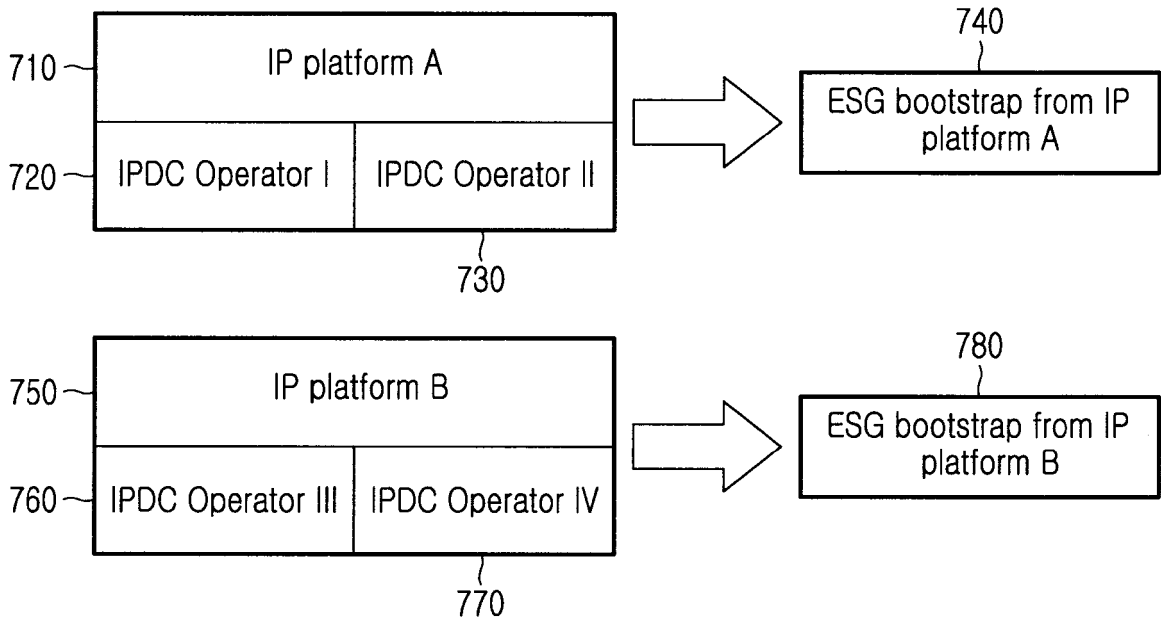 740
710
IP platform A
ESG bootstrap from IP
platform A
720
IPDC Operator I
IPDC Operator II
730
780
750
IP platform B
ESG bootstrap from IP
platform B
760
IPDC Operator III
IPDC Operator IV
770